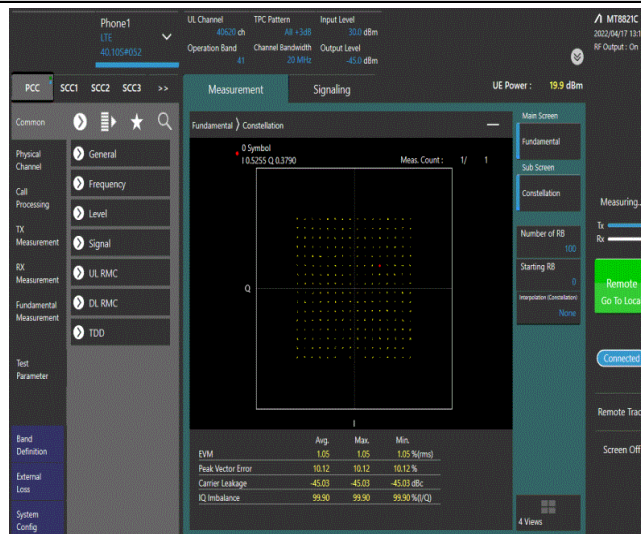 Phone1
LTE
40.10S#052
UL Channel
40620 ch
TPC Pattern
All +3dB
Input Level
30.0 dBm
Operation Band
41
Channel Bandwidth
20 MHz
Output Level
-45.0 dBm
MT8821C
2022/04/17 13:1
RF Output : On
PCC SCC1 SCC2 SCC3 >>
Measurement
Signaling
UE Power : 19.9 dBm
Common
Physical
Channel
Call
Processing
TX
Measurement
RX
Measurement
Fundamental
Measurement
Test
Parameter
Band
Definition
External
Loss
System
Config
General
Frequency
Level
Signal
UL RMC
DL RMC
TDD
Fundamental Constellation
0 Symbol
I 0.5255 Q 0.3790
Meas. Count : 1/ 1
Q
I
Avg. Max. Min.
EVM 1.05 1.05 1.05 %(rms)
Peak Vector Error 10.12 10.12 10.12 %
Carrier Leakage -45.03 -45.03 -45.03 dBc
IQ Imbalance 99.90 99.90 99.90 %(I/Q)
Main Screen
Fundamental
Sub Screen
Constellation
Number of RB
100
Starting RB
0
Interpolation (Constellation)
None
4 Views
Measuring..
Tx
Rx
Remote
Go To Loca
Connected
Remote Trac
Screen Off